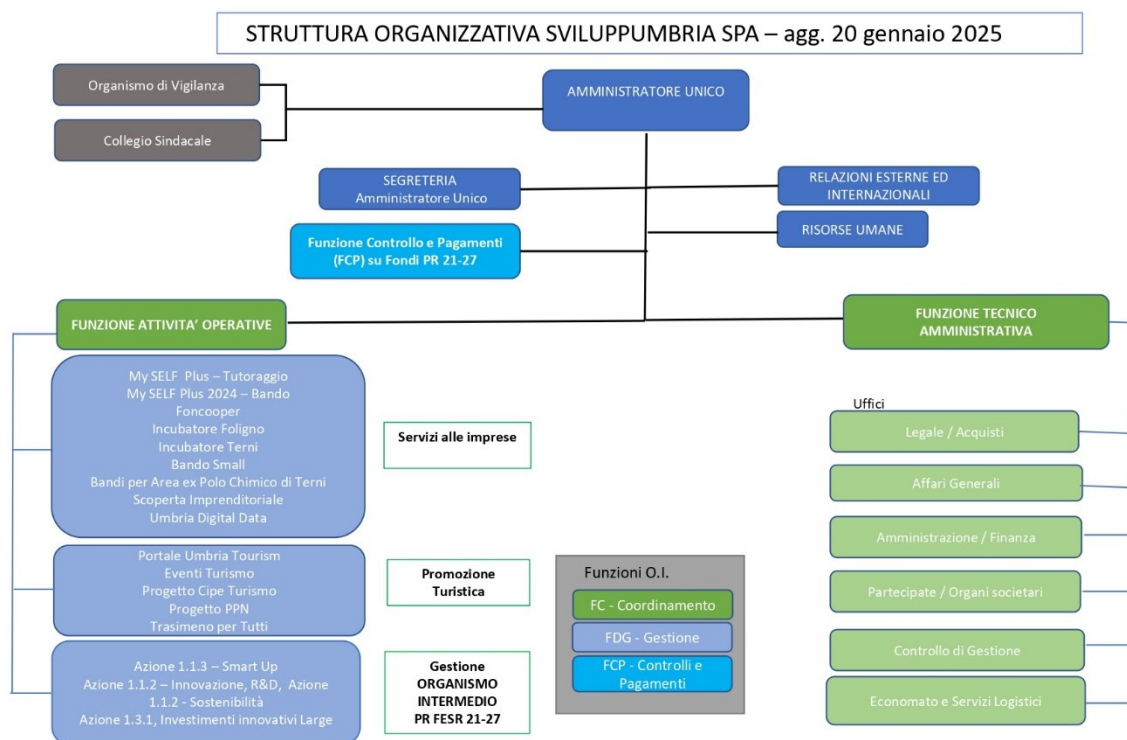 STRUTTURA ORGANIZZATIVA SVILUPPUMBRIA SPA – agg. 20 gennaio 2025
Organismo di Vigilanza
Collegio Sindacale
AMMINISTRATORE UNICO
SEGRETERIA
Amministratore Unico
RELAZIONI ESTERNE ED
INTERNAZIONALI
Funzione Controllo e Pagamenti
(FCP) su Fondi PR 21-27
RISORSE UMANE
FUNZIONE ATTIVITA’ OPERATIVE
FUNZIONE TECNICO
AMMINISTRATIVA
My SELF Plus – Tutoraggio
My SELF Plus 2024 – Bando
Foncooper
Incubatore Foligno
Incubatore Terni
Bando Small
Bandi per Area ex Polo Chimico di Terni
Scoperta Imprenditoriale
Umbria Digital Data
Servizi alle imprese
Portale Umbria Tourism
Eventi Turismo
Progetto Cipe Turismo
Progetto PPN
Trasimeno per Tutti
Promozione
Turistica
Azione 1.1.3 – Smart Up
Azione 1.1.2 – Innovazione, R&D, Azione
1.1.2 - Sostenibilità
Azione 1.3.1, Investimenti innovativi Large
Gestione
ORGANISMO
INTERMEDIO
PR FESR 21-27
Funzioni O.I.
FC - Coordinamento
FDG - Gestione
FCP - Controlli e
Pagamenti
Uffici
Legale / Acquisti
Affari Generali
Amministrazione / Finanza
Partecipate / Organi societari
Controllo di Gestione
Economato e Servizi Logistici